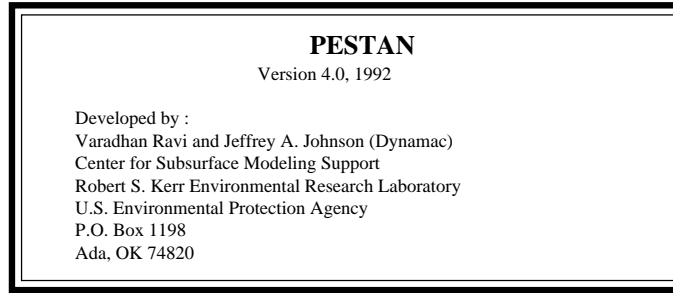 PESTAN
Version 4.0, 1992
Developed by :
Varadhan Ravi and Jeffrey A. Johnson (Dynamac)
Center for Subsurface Modeling Support
Robert S. Kerr Environmental Research Laboratory
U.S. Environmental Protection Agency
P.O. Box 1198
Ada, OK 74820